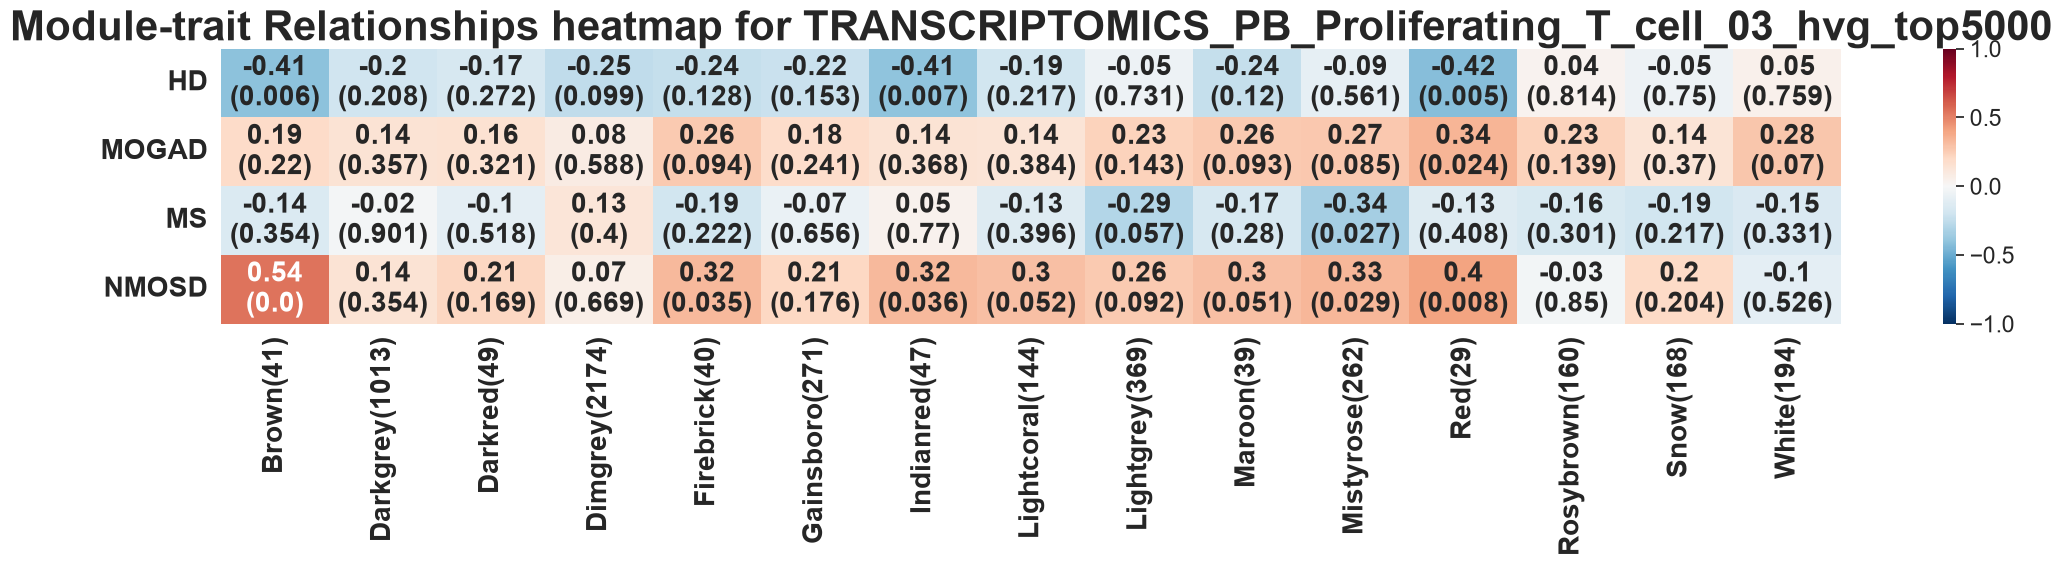 Module-trait Relationships heatmap for TRANSCRIPTOMICS_PB_Proliferating_T_cell_03_hvg_top5000
HD -0.41 -0.2 -0.17 -0.25 -0.24 -0.22 -0.41 -0.19 -0.05 -0.24 -0.09 -0.42 0.04 -0.05 0.05
(0.006) (0.208) (0.272) (0.099) (0.128) (0.153) (0.007) (0.217) (0.731) (0.12) (0.561) (0.005) (0.814) (0.75) (0.759)
MOGAD 0.19 0.14 0.16 0.08 0.26 0.18 0.14 0.14 0.23 0.26 0.27 0.34 0.23 0.14 0.28
(0.22) (0.357) (0.321) (0.588) (0.094) (0.241) (0.368) (0.384) (0.143) (0.093) (0.085) (0.024) (0.139) (0.37) (0.07)
MS -0.14 -0.02 -0.1 0.13 -0.19 -0.07 0.05 -0.13 -0.29 -0.17 -0.34 -0.13 -0.16 -0.19 -0.15
(0.354) (0.901) (0.518) (0.4) (0.222) (0.656) (0.77) (0.396) (0.057) (0.28) (0.027) (0.408) (0.301) (0.217) (0.331)
NMOSD 0.54 0.14 0.21 0.07 0.32 0.21 0.32 0.3 0.26 0.3 0.33 0.4 -0.03 0.2 -0.1
(0.0) (0.354) (0.169) (0.669) (0.035) (0.176) (0.036) (0.052) (0.092) (0.051) (0.029) (0.008) (0.85) (0.204) (0.526)
Brown(41)
Darkgrey(1013)
Darkred(49)
Dimgrey(2174)
Firebrick(40)
Gainsboro(271)
Indianred(47)
Lightcoral(144)
Lightgrey(369)
Maroon(39)
Mistyrose(262)
Red(29)
Rosybrown(160)
Snow(168)
White(194)
1.0
0.5
0.0
−0.5
−1.0